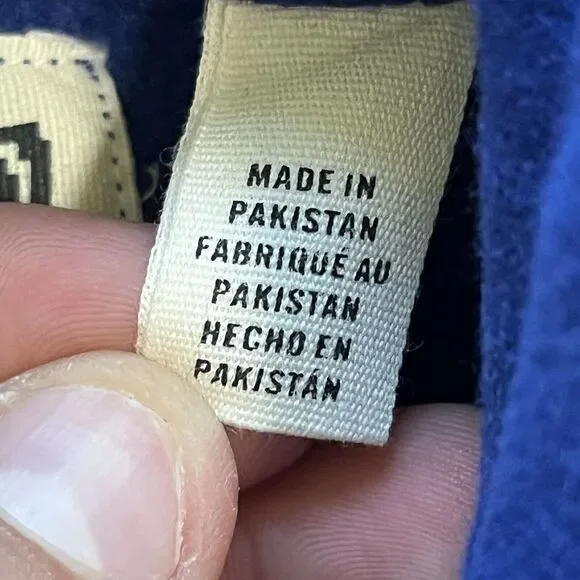 MADE IN
PAKISTAN
FABRIQUÉ AU
PAKISTAN
HECHO EN
PAKISTÁN